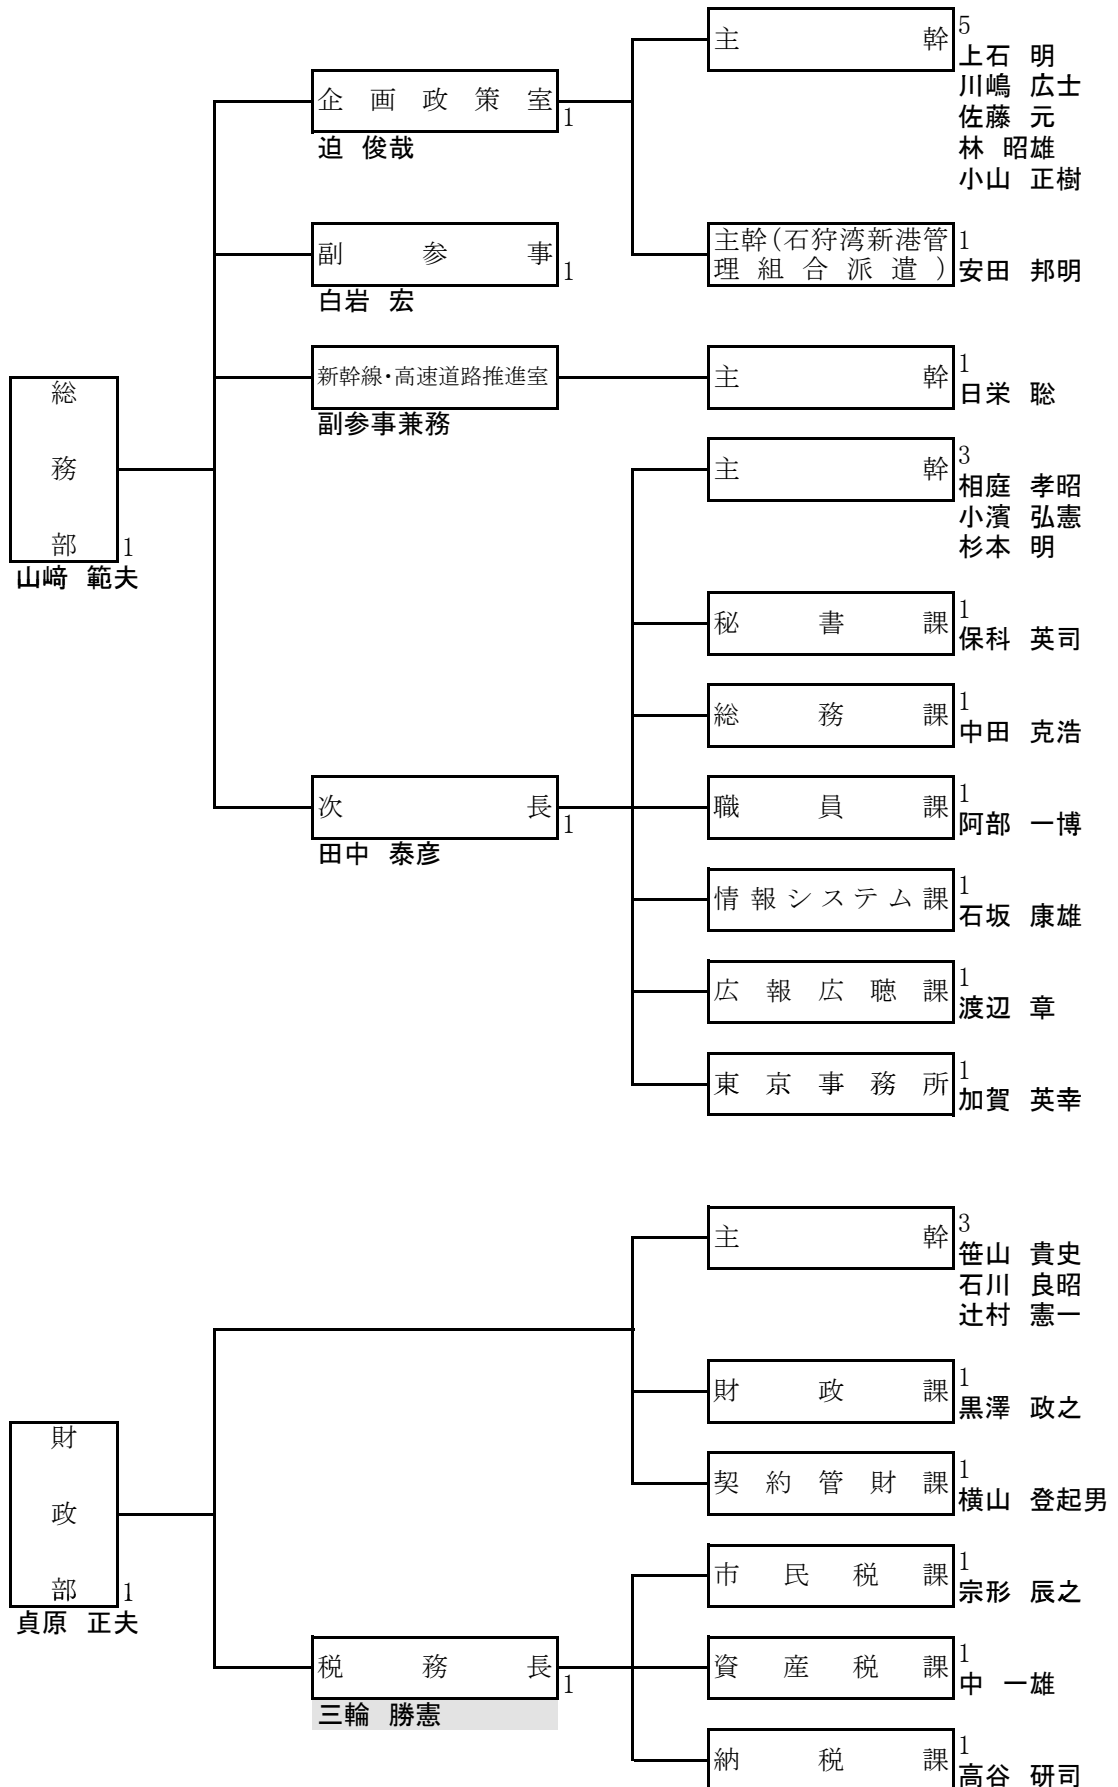 主幹
5
上石 明
川嶋 広士
佐藤 元
林 昭雄
小山 正樹
企画政策室
1
迫 俊哉
副参事
1
白岩 宏
主幹(石狩湾新港管
理組合派遣)
1
安田 邦明
新幹線・高速道路推進室
副参事兼務
主幹
1
日栄 聡
総務部
1
山﨑 範夫
主幹
3
相庭 孝昭
小濱 弘憲
杉本 明
秘書課
1
保科 英司
総務課
1
中田 克浩
次長
1
田中 泰彦
職員課
1
阿部 一博
情報システム課
1
石坂 康雄
広報広聴課
1
渡辺 章
東京事務所
1
加賀 英幸
主幹
3
笹山 貴史
石川 良昭
辻村 憲一
財政課
1
黒澤 政之
財政部
1
貞原 正夫
契約管財課
1
横山 登起男
市民税課
1
宗形 辰之
税務長
1
三輪 勝憲
資産税課
1
中 一雄
納税課
1
高谷 研司